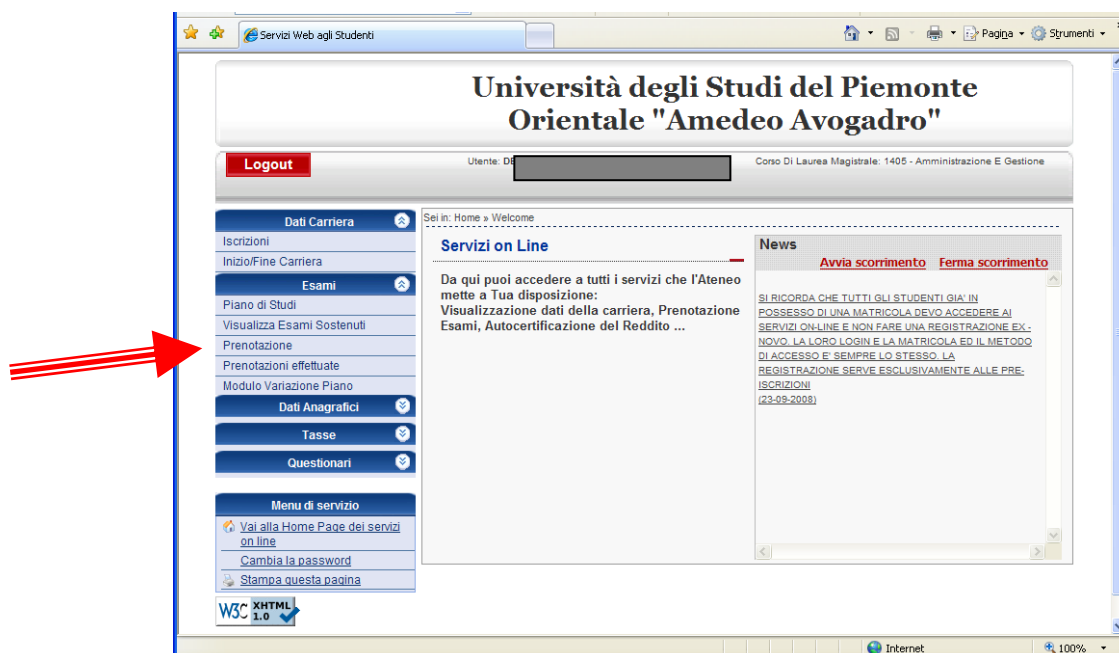 Servizi Web agli Studenti
Pagina
Strumenti
Università degli Studi del Piemonte
Orientale "Amedeo Avogadro"
Logout
Utente: DE
Corso Di Laurea Magistrale: 1405 - Amministrazione E Gestione
Dati Carriera
Iscrizioni
Inizio/Fine Carriera
Esami
Piano di Studi
Visualizza Esami Sostenuti
Prenotazione
Prenotazioni effettuate
Modulo Variazione Piano
Dati Anagrafici
Tasse
Questionari
Menu di servizio
Vai alla Home Page dei servizi
on line
Cambia la password
Stampa questa pagina
W3C XHTML
1.0
Sei in: Home » Welcome
Servizi on Line
Da qui puoi accedere a tutti i servizi che l'Ateneo
mette a Tua disposizione:
Visualizzazione dati della carriera, Prenotazione
Esami, Autocertificazione del Reddito ...
News
Avvia scorrimento Ferma scorrimento
SI RICORDA CHE TUTTI GLI STUDENTI GIA' IN
POSSESSO DI UNA MATRICOLA DEVO ACCEDERE AI
SERVIZI ON-LINE E NON FARE UNA REGISTRAZIONE EX -
NOVO. LA LORO LOGIN E LA MATRICOLA ED IL METODO
DI ACCESSO E' SEMPRE LO STESSO. LA
REGISTRAZIONE SERVE ESCLUSIVAMENTE ALLE PRE-
ISCRIZIONI
(23-09-2008)
Internet
100%